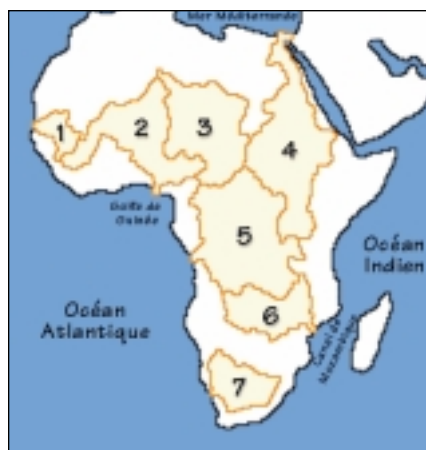 Mer Méditerranée
1
2
3
4
Golfe de
Guinée
5
Océan
Indien
6
Océan
Atlantique
Canal de
Mozambique
7